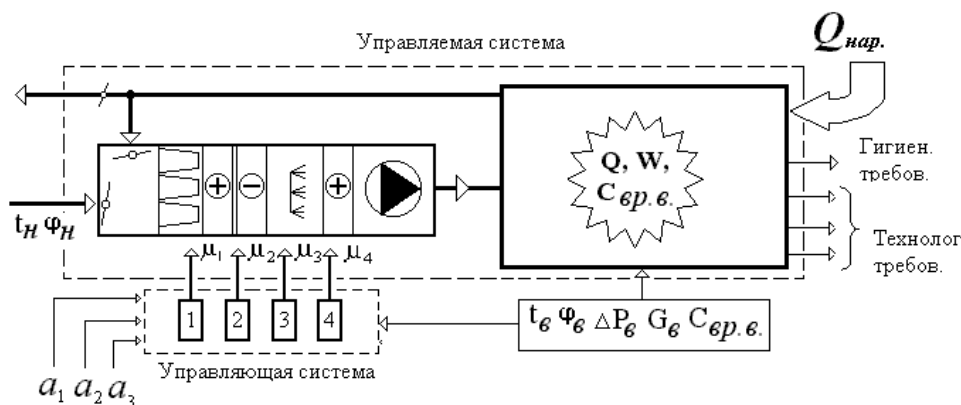 Управляемая система
Qнар.
Q, W,
Cвр.в.
Гигиен.
требов.
Технолог
требов.
tн φн
μ1 μ2 μ3 μ4
1 2 3 4
tв φв ΔPв Gв Cвр.в.
Управляющая система
a1 a2 a3